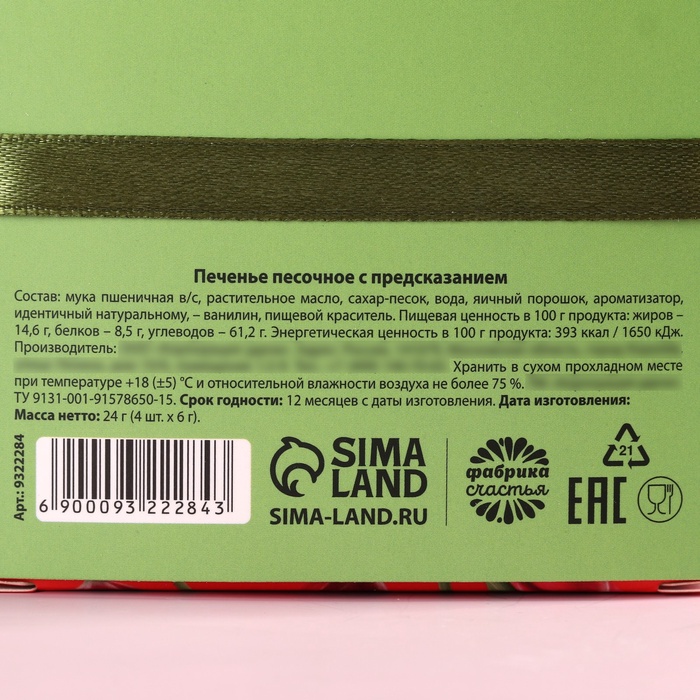 Печенье песочное с предсказанием
Состав: мука пшеничная в/с, растительное масло, сахар-песок, вода, яичный порошок, ароматизатор,
идентичный натуральному, – ванилин, пищевой краситель. Пищевая ценность в 100 г продукта: жиров –
14,6 г, белков – 8,5 г, углеводов – 61,2 г. Энергетическая ценность в 100 г продукта: 393 ккал / 1650 кДж.
Производитель:
Хранить в сухом прохладном месте
при температуре +18 (±5) °С и относительной влажности воздуха не более 75 %.
ТУ 9131-001-91578650-15. Срок годности: 12 месяцев с даты изготовления. Дата изготовления:
Масса нетто: 24 г (4 шт. х 6 г).
Арт.: 9322284
6 900093 222843
SIMA
LAND
SIMA-LAND.RU
фабрика
счастья
21
EAC